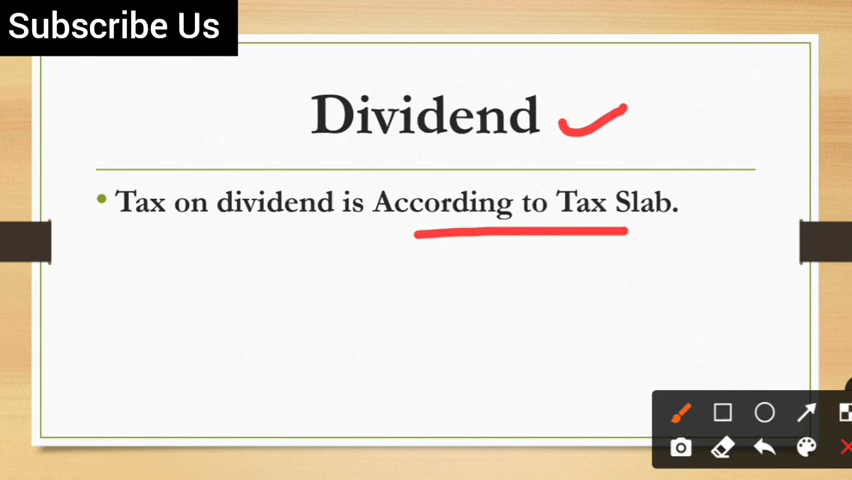 Subscribe Us
Dividend
Tax on dividend is According to Tax Slab.